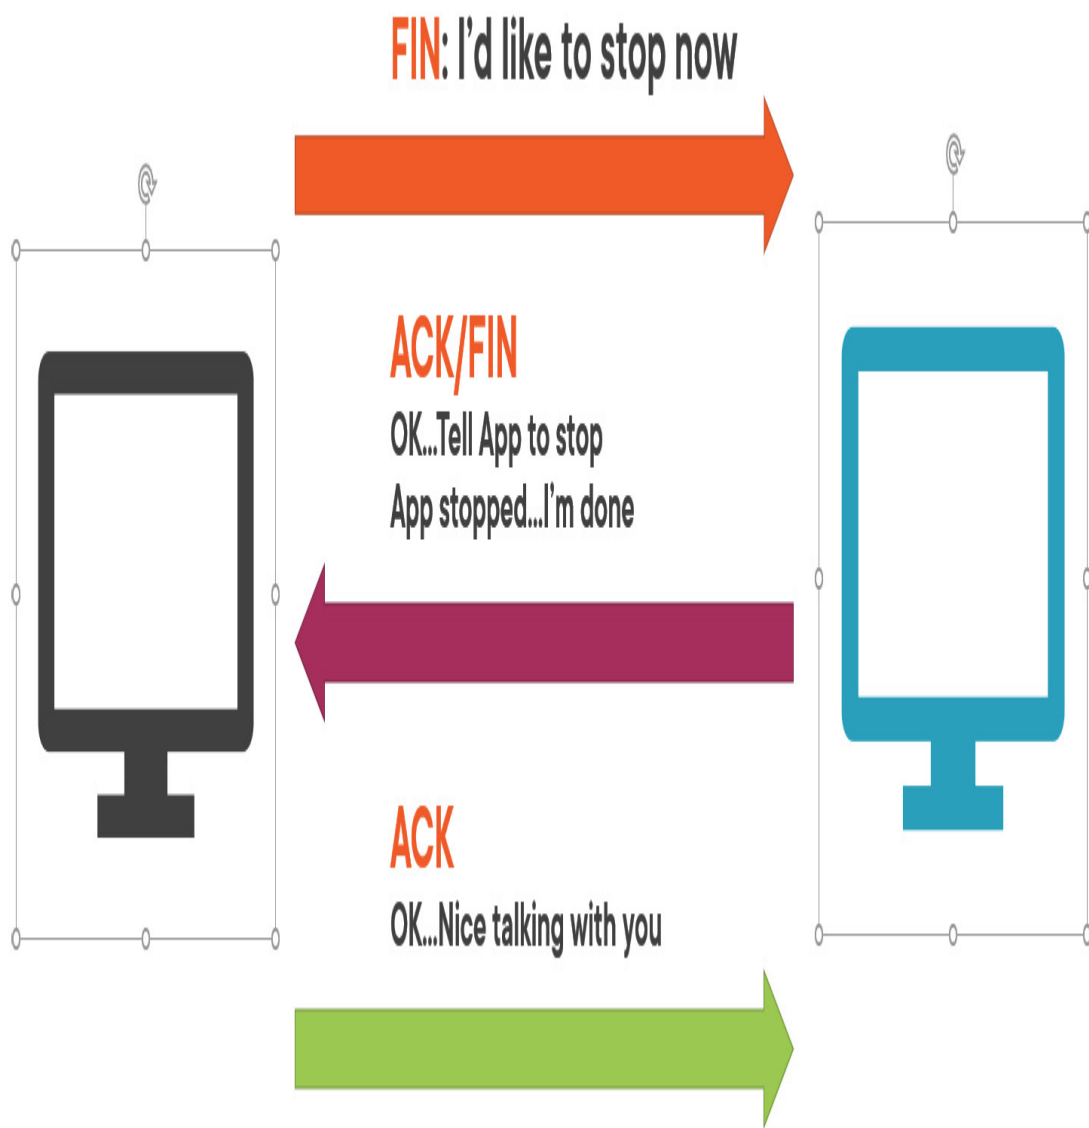 FIN: I'd like to stop now
ACK/FIN
OK...Tell App to stop
App stopped...I'm done
ACK
OK...Nice talking with you